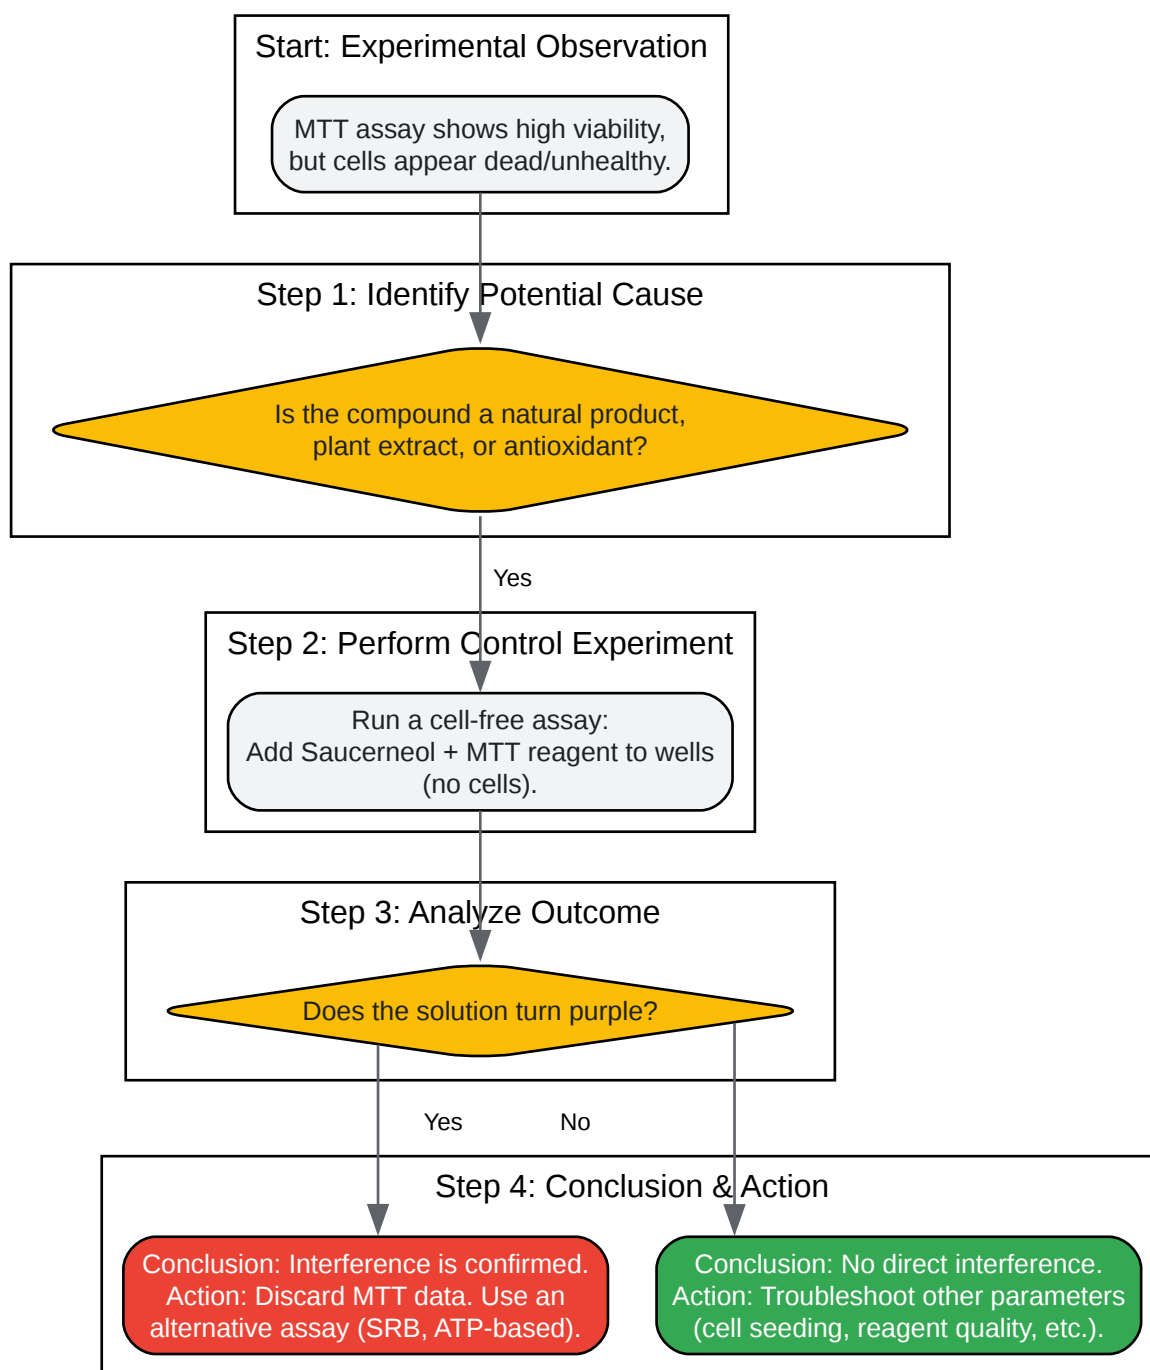 Start: Experimental Observation
MTT assay shows high viability,
but cells appear dead/unhealthy.
Step 1: Identify Potential Cause
Is the compound a natural product,
plant extract, or antioxidant?
Yes
Step 2: Perform Control Experiment
Run a cell-free assay:
Add Saucerneol + MTT reagent to wells
(no cells).
Step 3: Analyze Outcome
Does the solution turn purple?
Yes
No
Step 4: Conclusion & Action
Conclusion: Interference is confirmed.
Action: Discard MTT data. Use an
alternative assay (SRB, ATP-based).
Conclusion: No direct interference.
Action: Troubleshoot other parameters
(cell seeding, reagent quality, etc.).